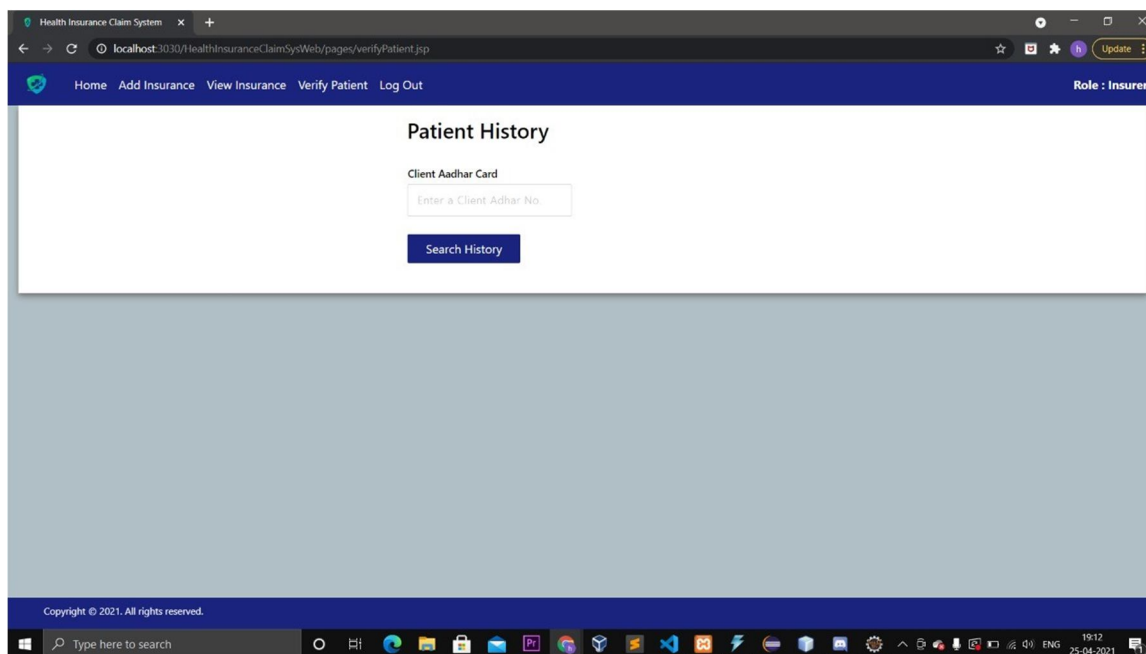 Health Insurance Claim System
localhost:3030/HealthInsuranceClaimSysWeb/pages/verifyPatient.jsp
h
Update
Home Add Insurance View Insurance Verify Patient Log Out
Role : Insurer
Patient History
Client Aadhar Card
Enter a Client Adhar No.
Search History
Copyright © 2021. All rights reserved.
Type here to search
Pr
ENG
19:12
25-04-2021